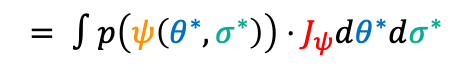 = ∫ p(ψ(θ*, σ*)) · J_ψ dθ* dσ*